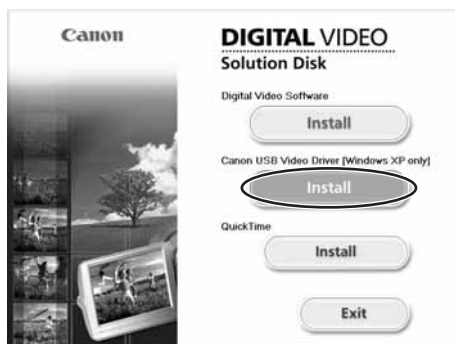 Canon
DIGITAL VIDEO
Solution Disk
Digital Video Software
Install
Canon USB Video Driver [Windows XP only]
Install
QuickTime
Install
Exit